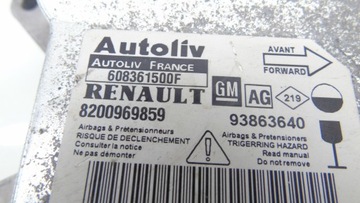 Autoliv
AUTOLIV FRANCE
608361500F
AVANT
FORWARD
RENAULT GM AG 219
8200969859
93863640
Airbags & Prétensionneurs
RISQUE DE DECLENCHEMENT
Consulter la notice
Ne pas démonter
Airbags & Pretensioners
TRIGERRING HAZARD
Read manual
Do not remove